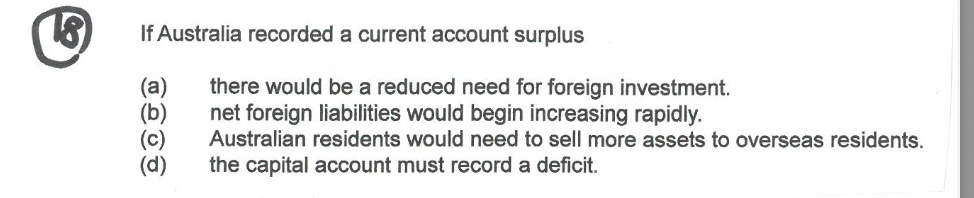 18
If Australia recorded a current account surplus
(a) there would be a reduced need for foreign investment.
(b) net foreign liabilities would begin increasing rapidly.
(c) Australian residents would need to sell more assets to overseas residents.
(d) the capital account must record a deficit.